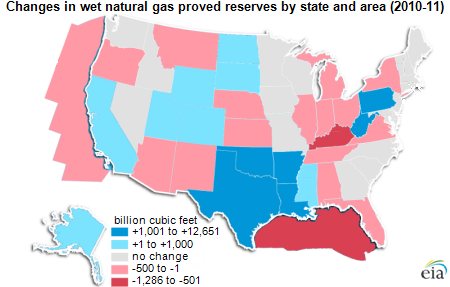 Changes in wet natural gas proved reserves by state and area (2010-11)
billion cubic feet
+1,001 to +12,651
+1 to +1,000
no change
-500 to -1
-1,286 to -501
eia